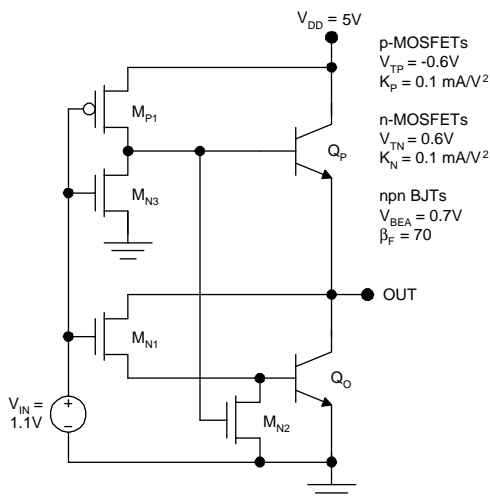 V_DD = 5V
p-MOSFETs
V_TP = -0.6V
K_P = 0.1 mA/V²
n-MOSFETs
V_TN = 0.6V
K_N = 0.1 mA/V²
npn BJTs
V_BEA = 0.7V
β_F = 70
M_P1
Q_P
M_N3
OUT
M_N1
Q_O
M_N2
V_IN =
1.1V
+
−